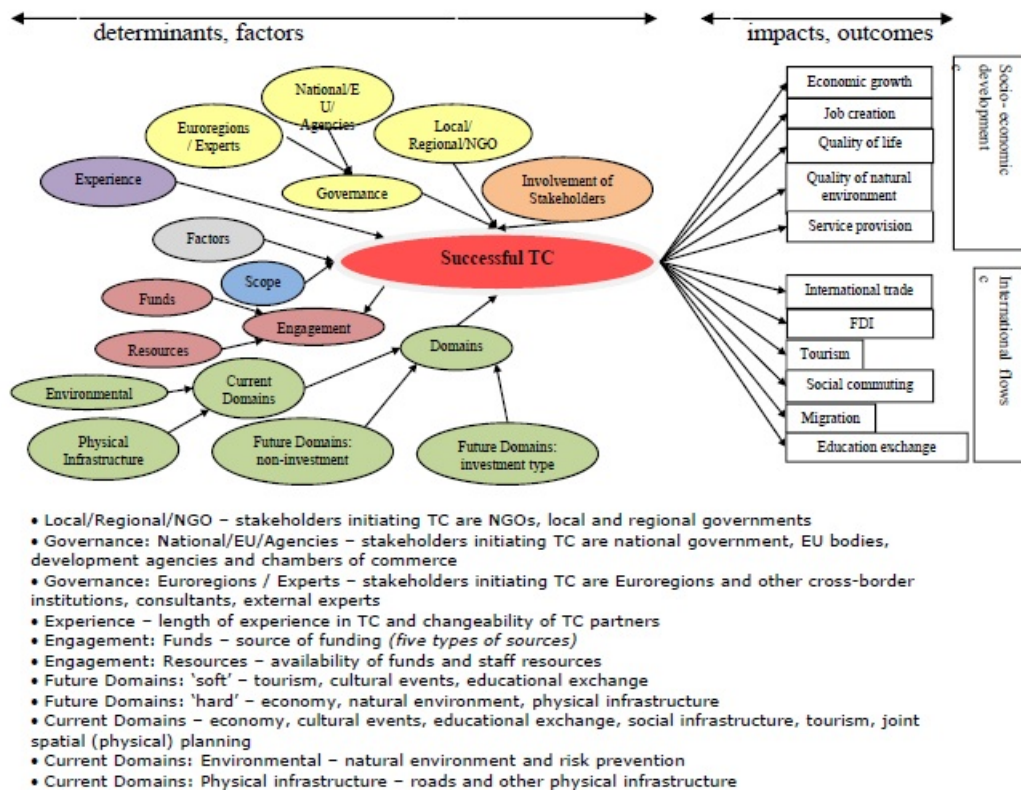 determinants, factors
impacts, outcomes
National/E
U/
Agencies
Euroregions
/ Experts
Local/
Regional/NGO
Experience
Governance
Involvement of
Stakeholders
Factors
Successful TC
Scope
Funds
Engagement
Resources
Domains
Environmental
Current
Domains
Physical
Infrastructure
Future Domains:
non-investment
Future Domains:
investment type
Economic growth
Job creation
Quality of life
Quality of natural
environment
Service provision
Socio- economic
development
c
International trade
FDI
Tourism
Social commuting
Migration
Education exchange
International flows
c
• Local/Regional/NGO – stakeholders initiating TC are NGOs, local and regional governments
• Governance: National/EU/Agencies – stakeholders initiating TC are national government, EU bodies,
development agencies and chambers of commerce
• Governance: Euroregions / Experts – stakeholders initiating TC are Euroregions and other cross-border
institutions, consultants, external experts
• Experience – length of experience in TC and changeability of TC partners
• Engagement: Funds – source of funding (five types of sources)
• Engagement: Resources – availability of funds and staff resources
• Future Domains: ‘soft’ – tourism, cultural events, educational exchange
• Future Domains: ‘hard’ – economy, natural environment, physical infrastructure
• Current Domains – economy, cultural events, educational exchange, social infrastructure, tourism, joint
spatial (physical) planning
• Current Domains: Environmental – natural environment and risk prevention
• Current Domains: Physical infrastructure – roads and other physical infrastructure